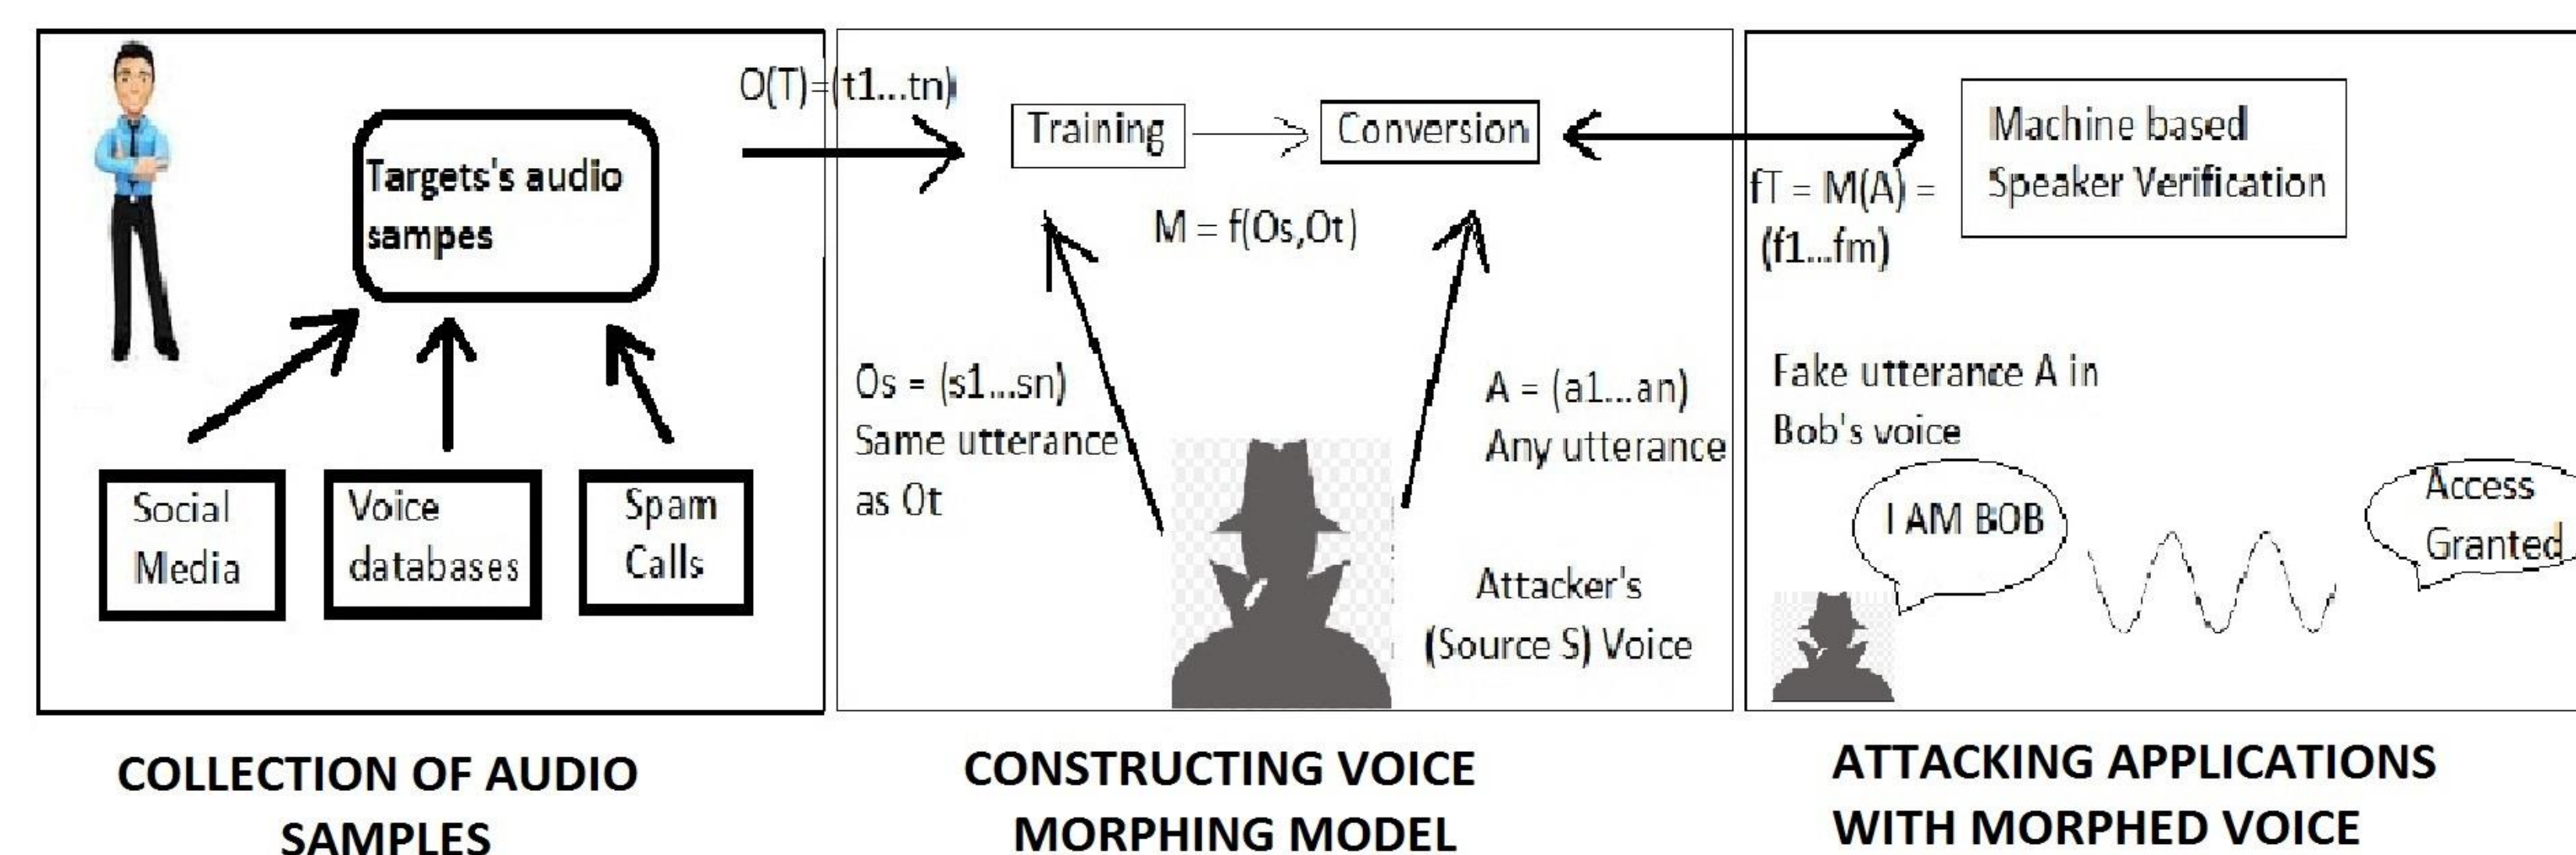 Targets's audio
sampes
Social
Media
Voice
databases
Spam
Calls
COLLECTION OF AUDIO
SAMPLES
O(T)=(t1...tn)
Training
Conversion
M = f(Os,Ot)
Os = (s1...sn)
Same utterance
as Ot
A = (a1...an)
Any utterance
Attacker's
(Source S) Voice
CONSTRUCTING VOICE
MORPHING MODEL
Machine based
Speaker Verification
fT = M(A) =
(f1...fm)
Fake utterance A in
Bob's voice
I AM BOB
Access
Granted
ATTACKING APPLICATIONS
WITH MORPHED VOICE